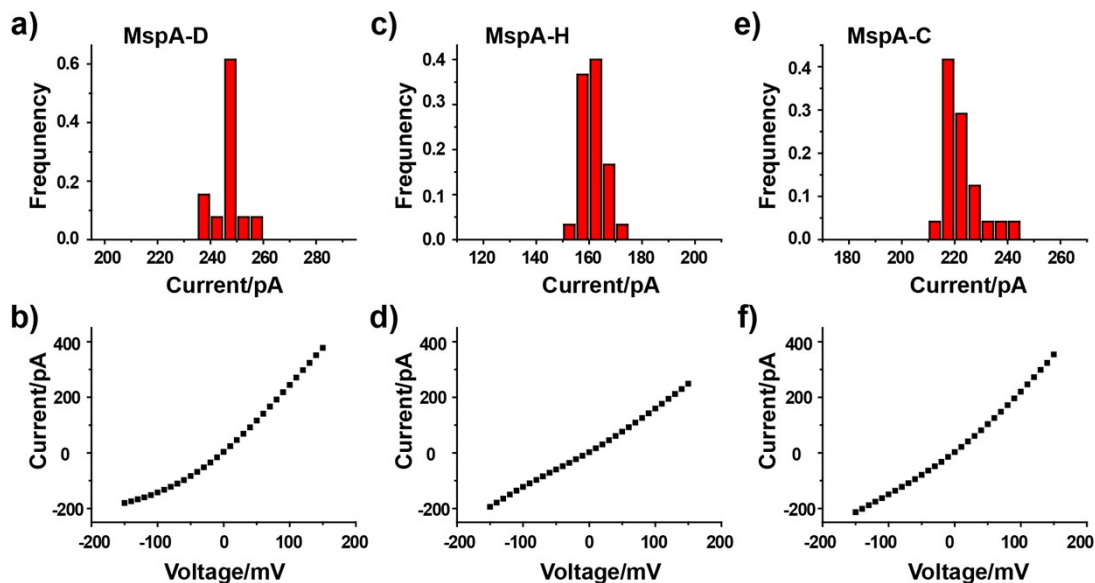 a)
MspA-D
Frequnency
0.6
0.4
0.2
0.0
200 220 240 260 280
Current/pA
c)
MspA-H
Frequnency
0.4
0.3
0.2
0.1
0.0
120 140 160 180 200
Current/pA
e)
MspA-C
Frequnency
0.4
0.3
0.2
0.1
0.0
180 200 220 240 260
Current/pA
b)
Current/pA
400
200
0
-200
-200 -100 0 100 200
Voltage/mV
d)
Current/pA
400
200
0
-200
-200 -100 0 100 200
Voltage/mV
f)
Current/pA
400
200
0
-200
-200 -100 0 100 200
Voltage/mV